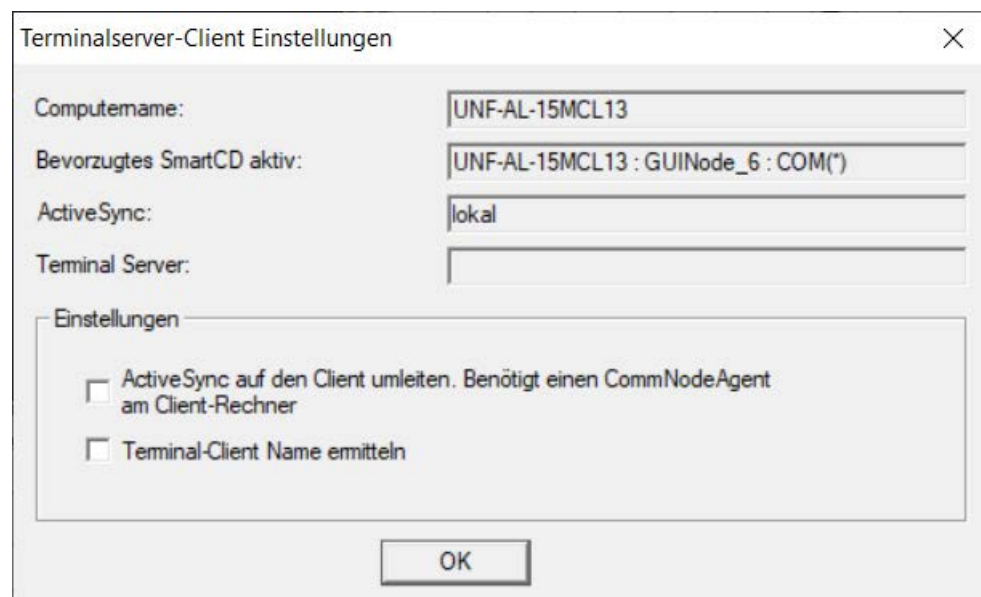 Terminalserver-Client Einstellungen
Computername: UNF-AL-15MCL13
Bevorzugtes SmartCD aktiv: UNF-AL-15MCL13 : GUINode_6 : COM(*)
ActiveSync: lokal
Terminal Server:
Einstellungen
ActiveSync auf den Client umleiten. Benötigt einen CommNodeAgent
am Client-Rechner
Terminal-Client Name ermitteln
OK